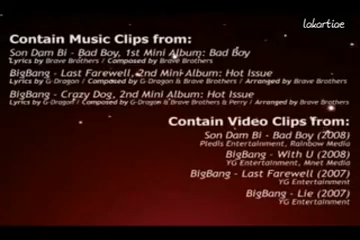 lakortise
Contain Music Clips from:
Son Dam Bi - Bad Boy, 1st Mini Album: Bad Boy
Lyrics by Brave Brothers / Composed by Brave Brothers
BigBang - Last Farewell, 2nd Mini Album: Hot Issue
Lyrics by G-Dragon / Composed by G-Dragon & Brave Brothers / Arranged by Brave Brothers
BigBang - Crazy Dog, 2nd Mini Album: Hot Issue
Lyrics by G-Dragon / Composed by G-Dragon & Brave Brothers & Perry / Arranged by Brave Brothers
Contain Video Clips from:
Son Dam Bi - Bad Boy (2008)
Pledis Entertainment, Rainbow Media
BigBang - With U (2008)
YG Entertainment, Mnet Media
BigBang - Last Farewell (2007)
YG Entertainment
BigBang - Lie (2007)
YG Entertainment